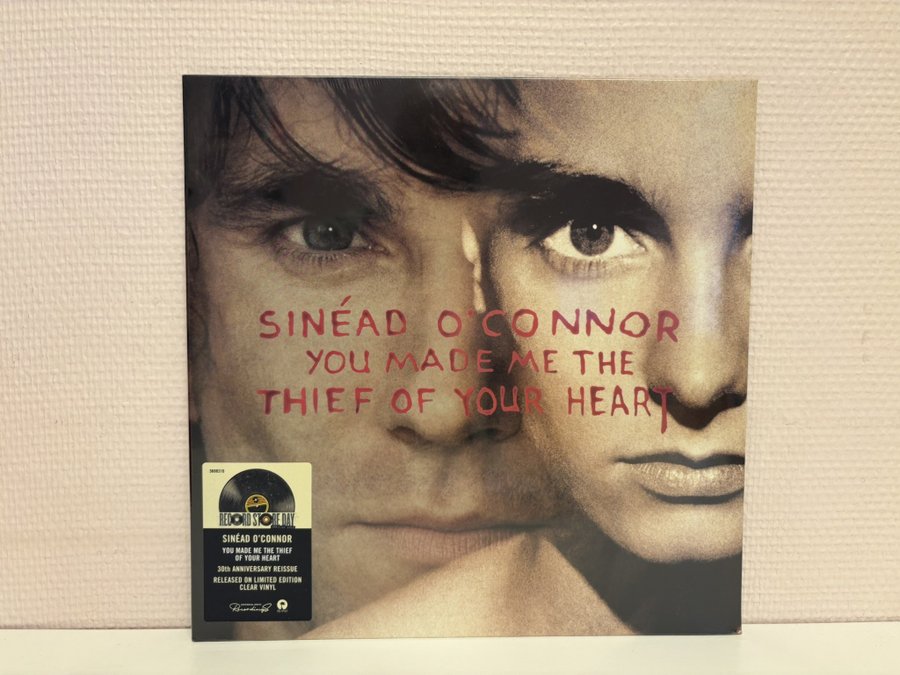 SINÉAD O'CONNOR
YOU MADE ME THE
THIEF OF YOUR HEART
RECORD STORE DAY
SINÉAD O'CONNOR
YOU MADE ME THE THIEF
OF YOUR HEART
30th ANNIVERSARY REISSUE
RELEASED ON LIMITED EDITION
CLEAR VINYL
Recordings